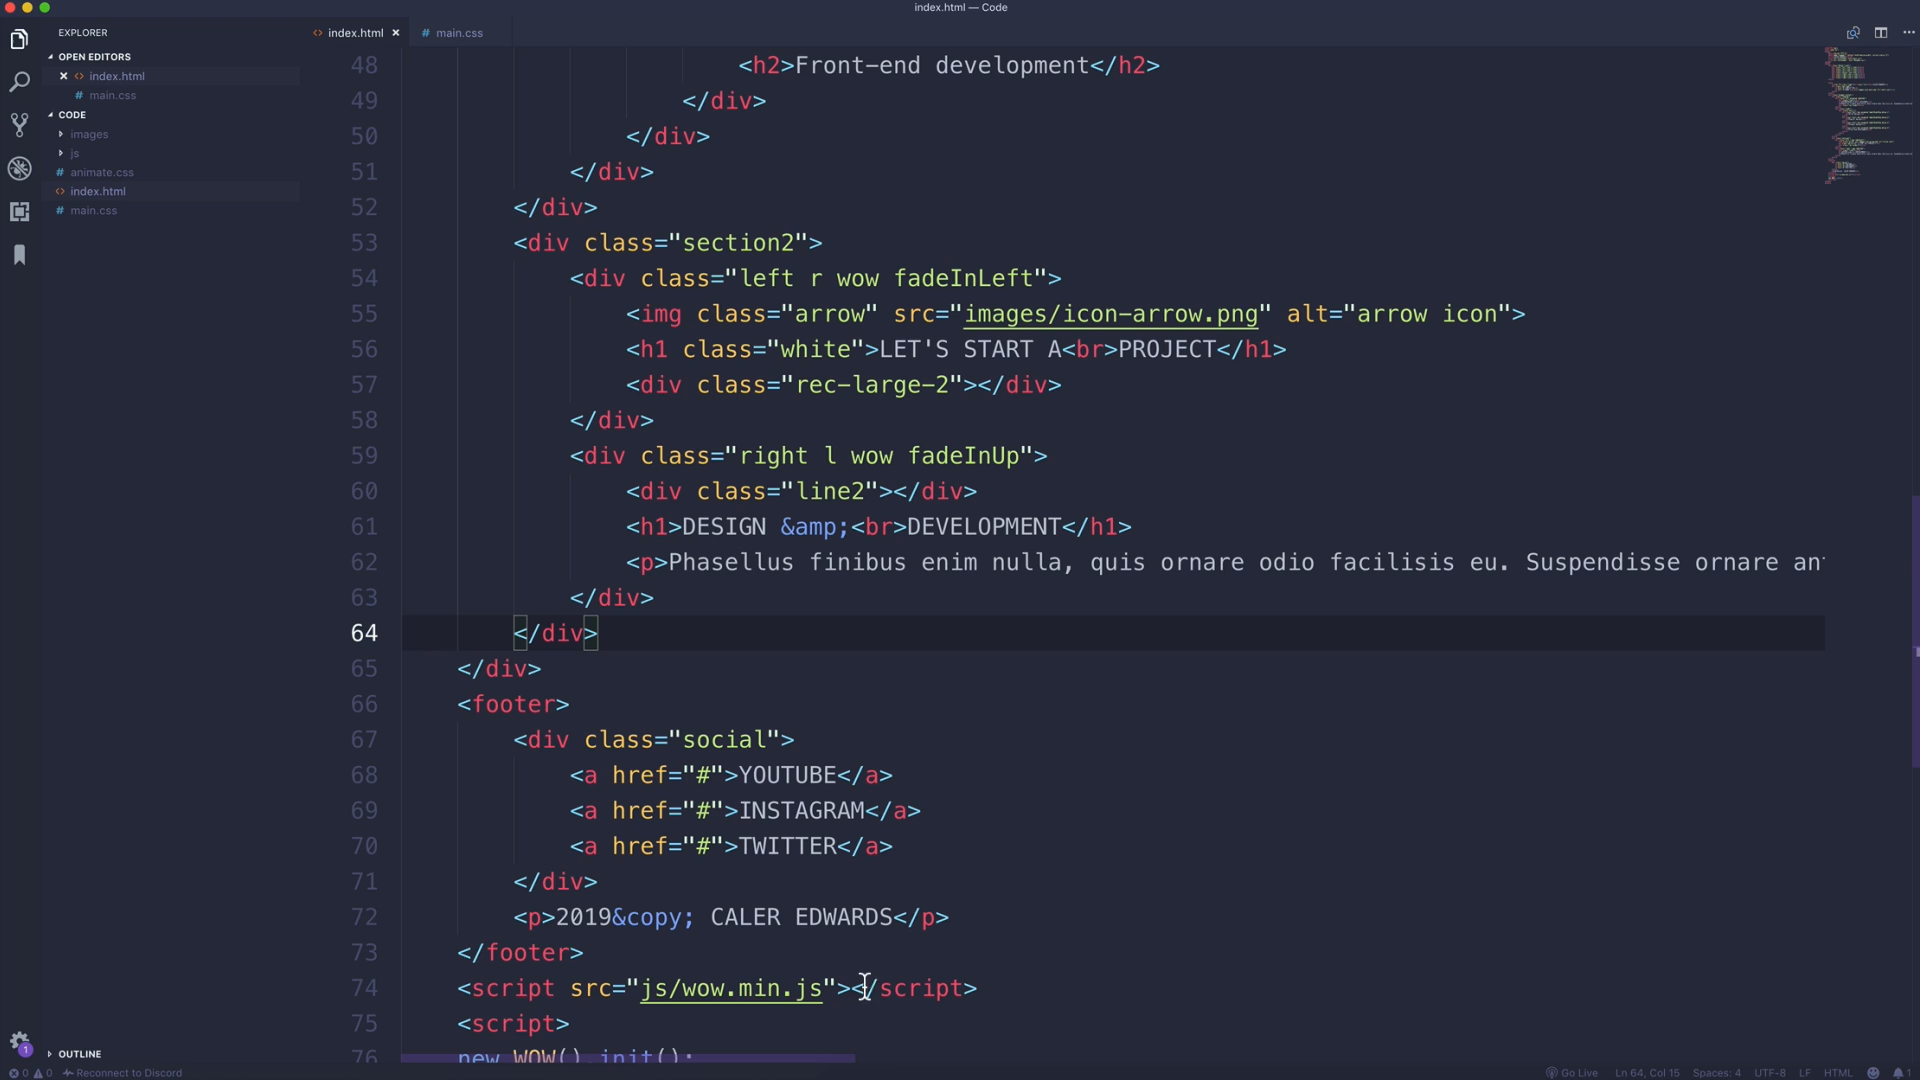 index.html — Code
EXPLORER
OPEN EDITORS
index.html
main.css
CODE
images
js
animate.css
index.html
main.css
index.html
main.css
48 <h2>Front-end development</h2>
49 </div>
50 </div>
51 </div>
52 </div>
53 <div class="section2">
54 <div class="left r wow fadeInLeft">
55 <img class="arrow" src="images/icon-arrow.png" alt="arrow icon">
56 <h1 class="white">LET'S START A<br>PROJECT</h1>
57 <div class="rec-large-2"></div>
58 </div>
59 <div class="right l wow fadeInUp">
60 <div class="line2"></div>
61 <h1>DESIGN &amp;<br>DEVELOPMENT</h1>
62 <p>Phasellus finibus enim nulla, quis ornare odio facilisis eu. Suspendisse ornare an
63 </div>
64 </div>
65 </div>
66 <footer>
67 <div class="social">
68 <a href="#">YOUTUBE</a>
69 <a href="#">INSTAGRAM</a>
70 <a href="#">TWITTER</a>
71 </div>
72 <p>2019&copy; CALER EDWARDS</p>
73 </footer>
74 <script src="js/wow.min.js"></script>
75 <script>
76 new WOW().init();
1
OUTLINE
0 0 Reconnect to Discord
Go Live Ln 64, Col 15 Spaces: 4 UTF-8 LF HTML 1